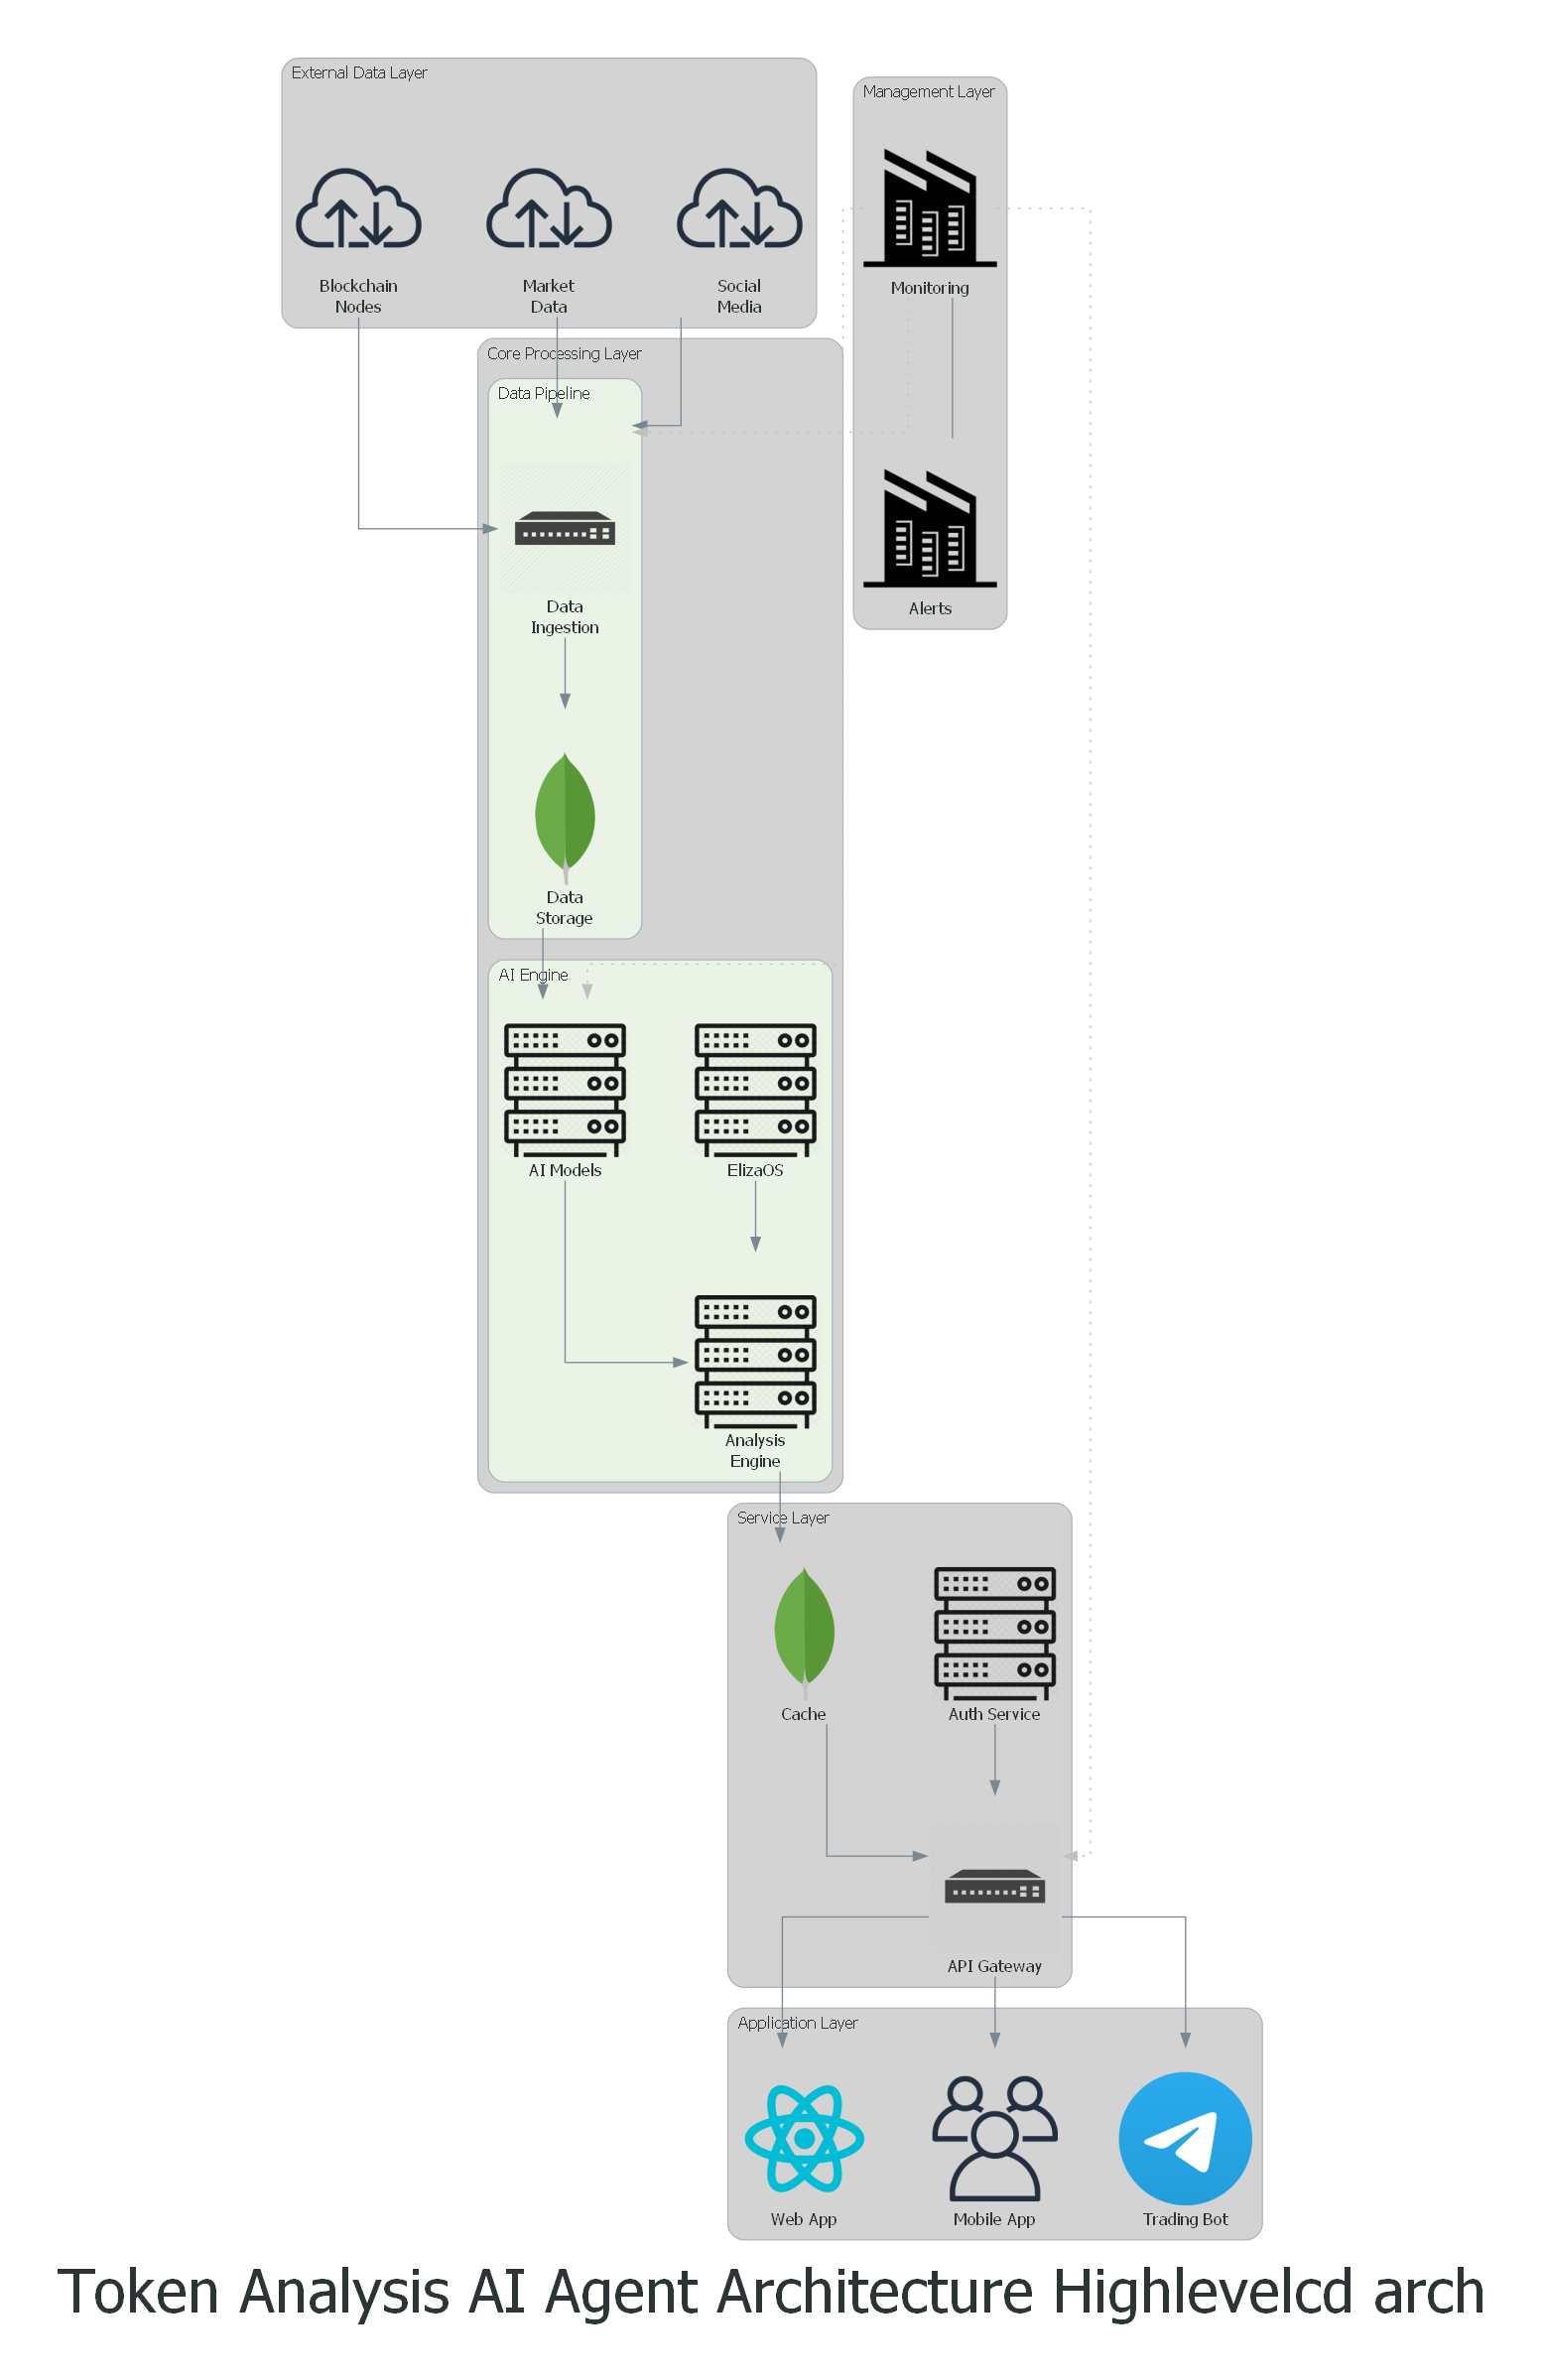 External Data Layer
Management Layer
Blockchain
Nodes
Market
Data
Social
Media
Monitoring
Core Processing Layer
Data Pipeline
Data
Ingestion
Alerts
Data
Storage
AI Engine
AI Models
ElizaOS
Analysis
Engine
Service Layer
Cache
Auth Service
API Gateway
Application Layer
Web App
Mobile App
Trading Bot
Token Analysis AI Agent Architecture Highlevelcd arch